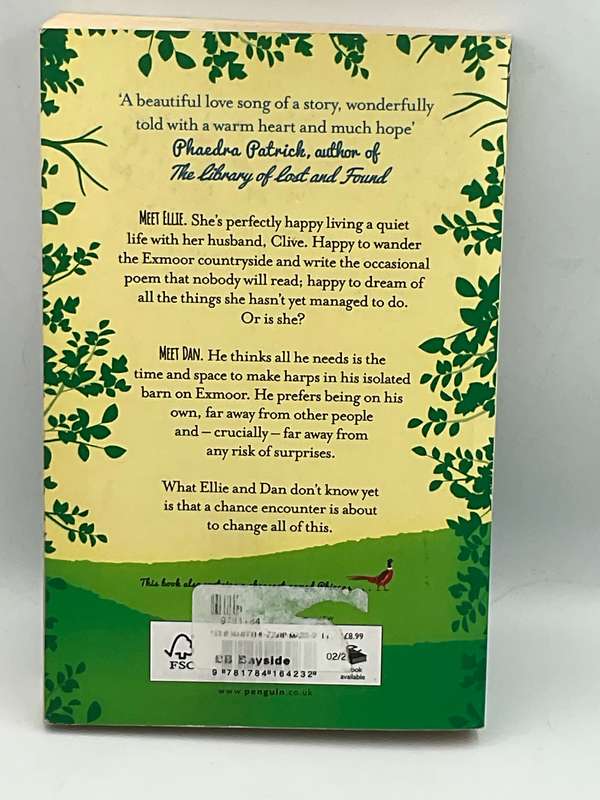 ‘A beautiful love song of a story, wonderfully
told with a warm heart and much hope’
Phaedra Patrick, author of
The Library of Lost and Found
MEET ELLIE. She’s perfectly happy living a quiet
life with her husband, Clive. Happy to wander
the Exmoor countryside and write the occasional
poem that nobody will read; happy to dream of
all the things she hasn’t yet managed to do.
Or is she?
MEET DAN. He thinks all he needs is the
time and space to make harps in his isolated
barn on Exmoor. He prefers being on his
own, far away from other people
and – crucially – far away from
any risk of surprises.
What Ellie and Dan don’t know yet
is that a chance encounter is about
to change all of this.
This book also
£8.99
FSC
Bayside
02/2
available
9 781784 164232
www.penguin.co.uk